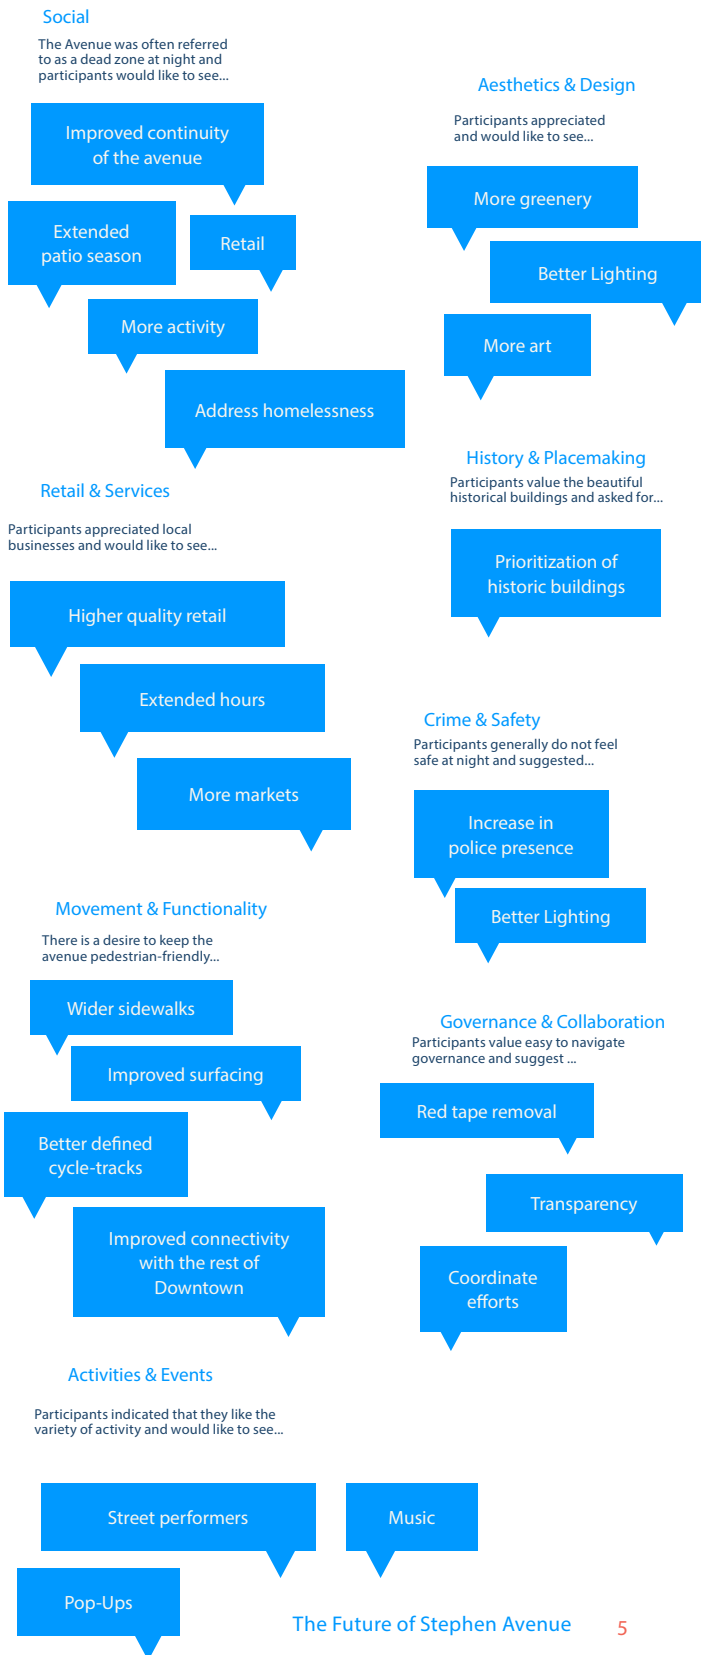 Social
The Avenue was often referred
to as a dead zone at night and
participants would like to see...
Improved continuity
of the avenue
Extended
patio season
Retail
More activity
Address homelessness
Retail & Services
Participants appreciated local
businesses and would like to see...
Higher quality retail
Extended hours
More markets
Movement & Functionality
There is a desire to keep the
avenue pedestrian-friendly...
Wider sidewalks
Improved surfacing
Better defined
cycle-tracks
Improved connectivity
with the rest of
Downtown
Activities & Events
Participants indicated that they like the
variety of activity and would like to see...
Street performers
Music
Pop-Ups
Aesthetics & Design
Participants appreciated
and would like to see...
More greenery
Better Lighting
More art
History & Placemaking
Participants value the beautiful
historical buildings and asked for...
Prioritization of
historic buildings
Crime & Safety
Participants generally do not feel
safe at night and suggested...
Increase in
police presence
Better Lighting
Governance & Collaboration
Participants value easy to navigate
governance and suggest ...
Red tape removal
Transparency
Coordinate
efforts
The Future of Stephen Avenue 5